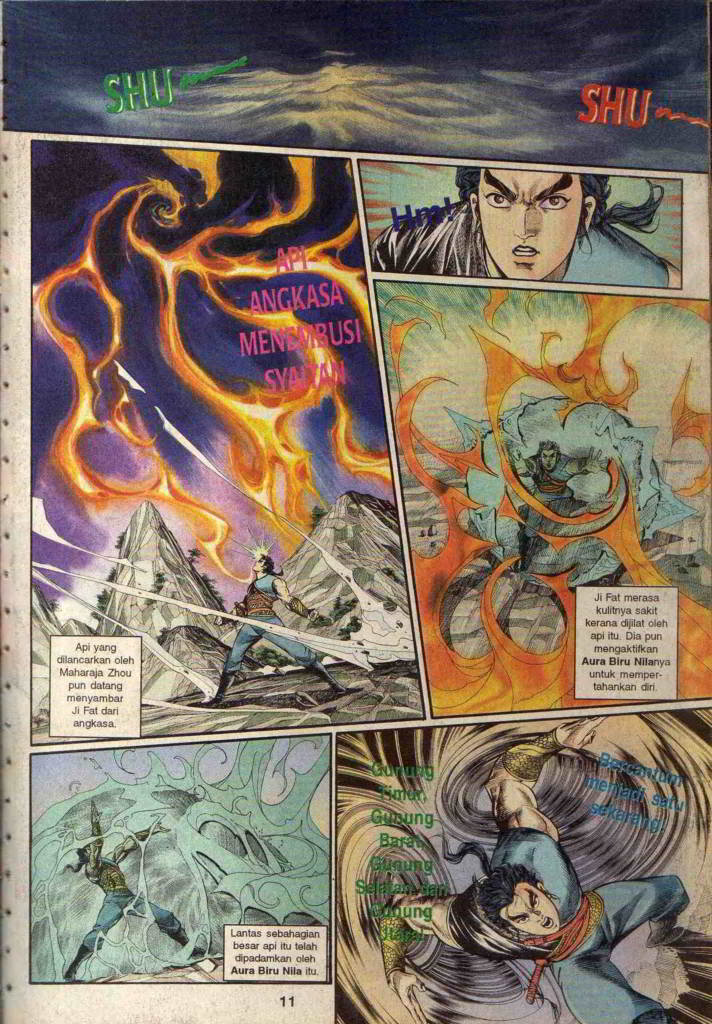 SHU
SHU
API
ANGKASA
MENEMBUSI
SYAITAN
Api yang
dilancarkan oleh
Maharaja Zhou
pun datang
menyambar
Ji Fat dari
angkasa.
Hm!
Ji Fat merasa
kulitnya sakit
kerana dijilat oleh
api itu. Dia pun
mengaktifkan
Aura Biru Nilanya
untuk memper-
tahankan diri.
Lantas sebahagian
besar api itu telah
dipadamkan oleh
Aura Biru Nila itu.
Gunung
Timur,
Gunung
Barat,
Gunung
Selatan dan
Gunung
Utara!
Bercantum
menjadi satu
sekarang!
11